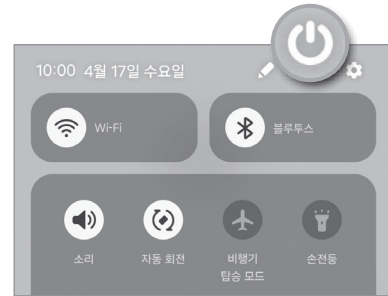 10:00 4월 17일 수요일
Wi-Fi
블루투스
소리
자동 회전
비행기
탑승 모드
손전등